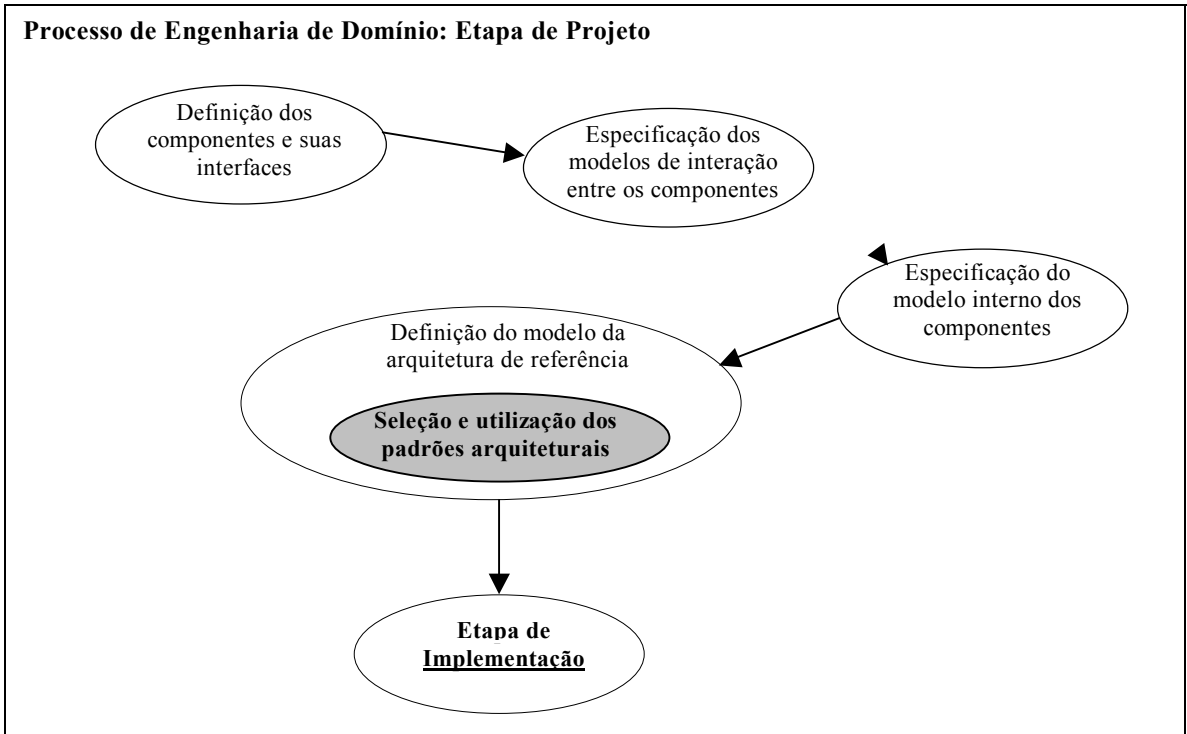 Processo de Engenharia de Domínio: Etapa de Projeto
Definição dos
componentes e suas
interfaces
Especificação dos
modelos de interação
entre os componentes
Especificação do
modelo interno dos
componentes
Definição do modelo da
arquitetura de referência
Seleção e utilização dos
padrões arquiteturais
Etapa de
Implementação